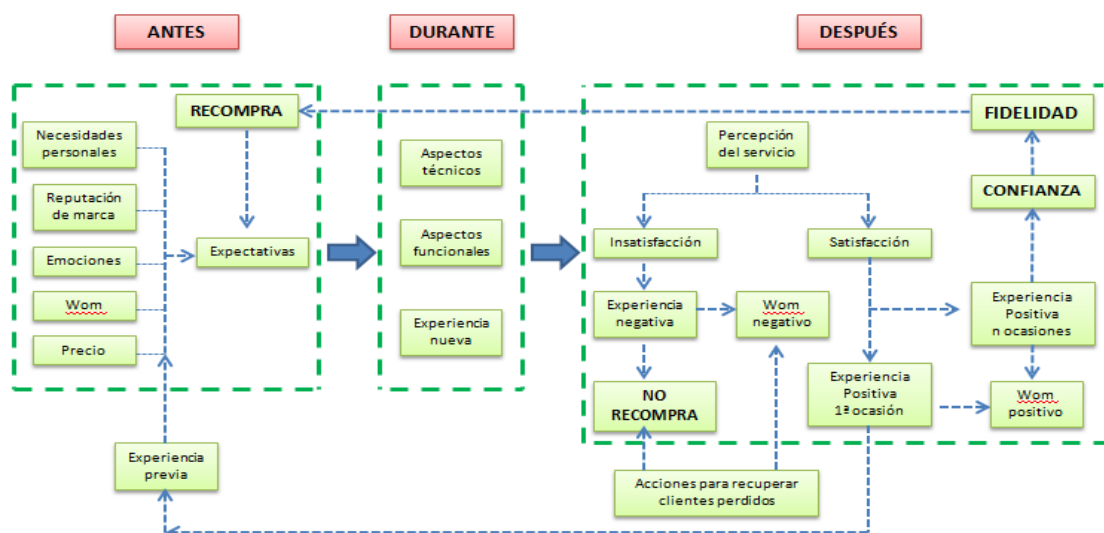 ANTES
DURANTE
DESPUÉS
RECOMPRA
Necesidades
personales
Reputación
de marca
Emociones
Wom
Precio
Expectativas
Experiencia
previa
Aspectos
técnicos
Aspectos
funcionales
Experiencia
nueva
Percepción
del servicio
Insatisfacción
Satisfacción
Experiencia
negativa
Wom
negativo
NO
RECOMPRA
Experiencia
Positiva
1ª ocasión
FIDELIDAD
CONFIANZA
Experiencia
Positiva
n ocasiones
Wom
positivo
Acciones para recuperar
clientes perdidos